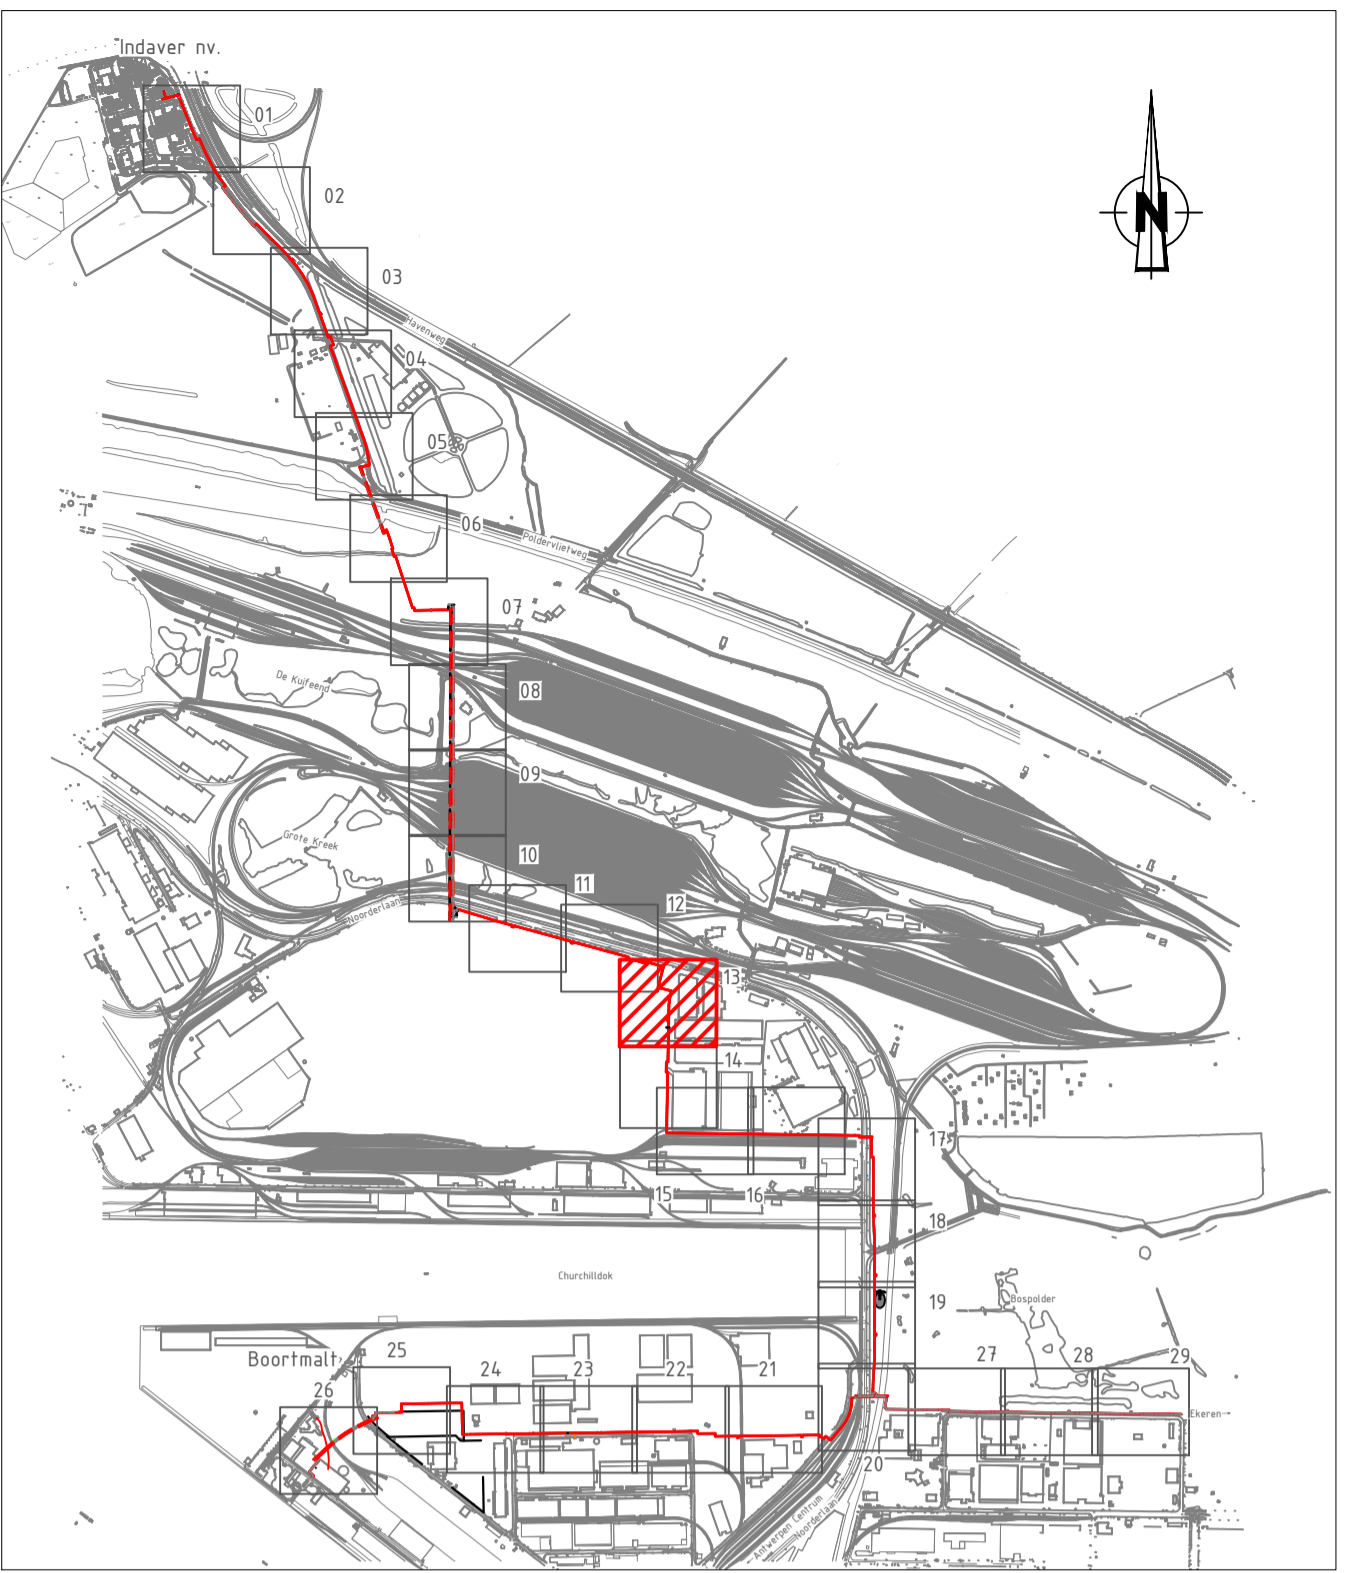 Indaver nv.
01
02
N
03
Havenweg
04
05
06
Poldervlietweg
07
De Kuifeend
08
09
Grote Kreek
10
11
12
Noorderlaan
13
14
17
15
16
18
Churchilldok
19
Bospolder
Boortmalt
25
24
23
22
21
27
28
29
26
Ekeren
20
Antwerpen Centrum
Noorderlaan